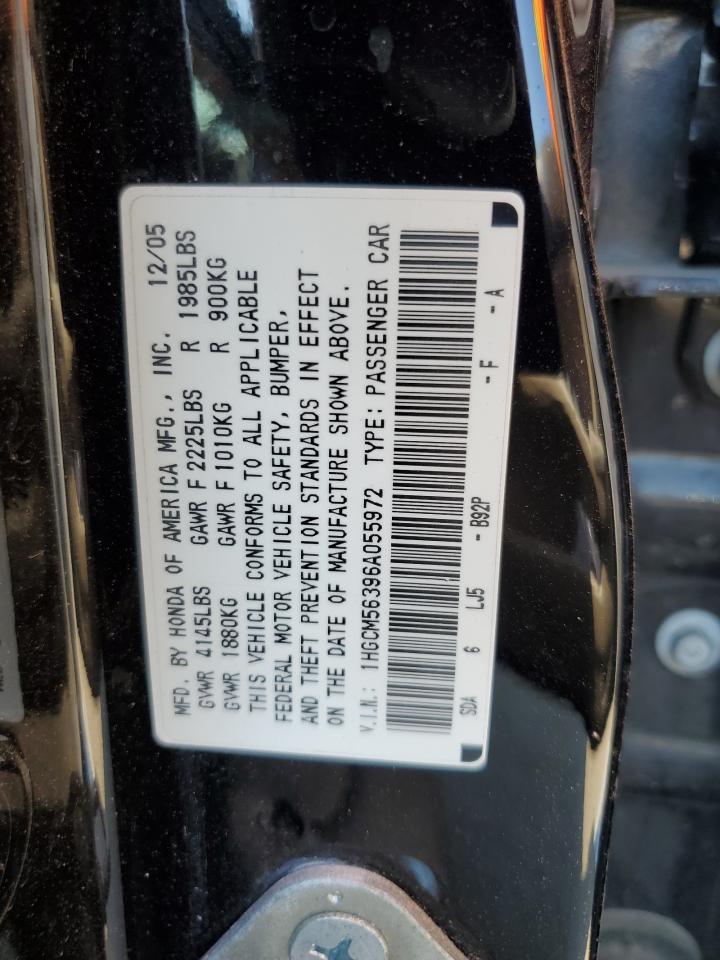 MFD. BY HONDA OF AMERICA MFG., INC. 12/05
GVWR 4145LBS GAWR F 2225LBS R 1985LBS
GVWR 1880KG GAWR F 1010KG R 900KG
THIS VEHICLE CONFORMS TO ALL APPLICABLE
FEDERAL MOTOR VEHICLE SAFETY, BUMPER,
AND THEFT PREVENTION STANDARDS IN EFFECT
ON THE DATE OF MANUFACTURE SHOWN ABOVE.
V.I.N.: 1HGCM56396A055972 TYPE: PASSENGER CAR
SDA 6 LJ5 - B92P - F - A